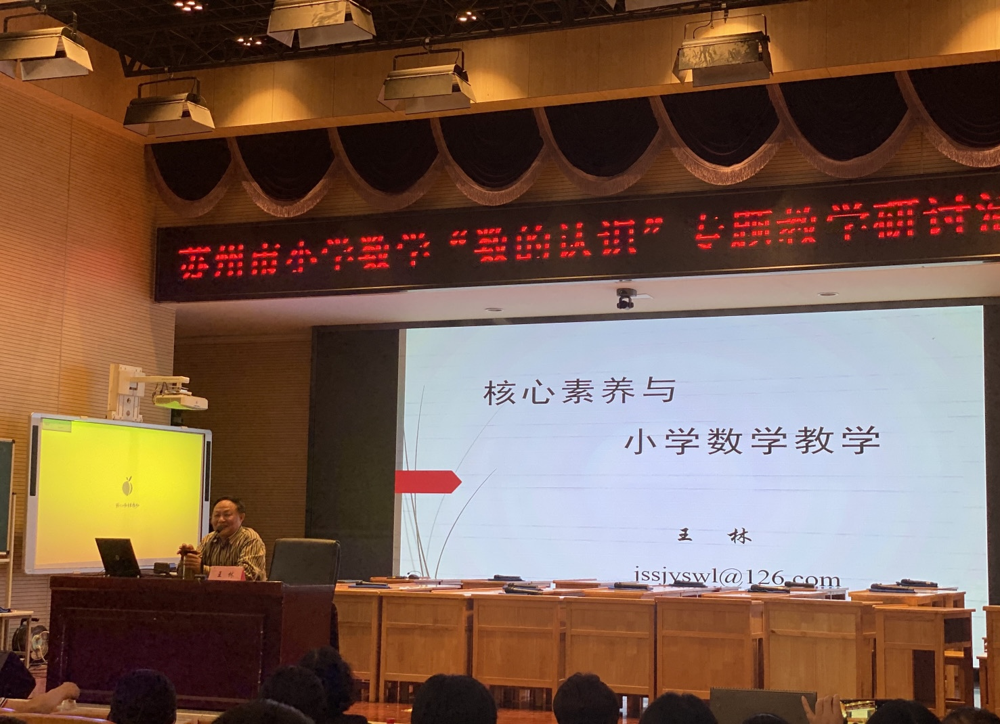 苏州市小学数学“数的认识”专题教学研讨活
核心素养与
小学数学教学
王 林
jssjyswl@126.com
王 林